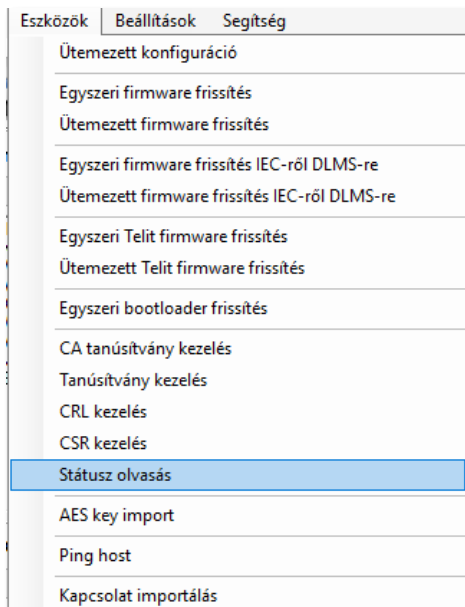 Eszközök Beállítások Segítség
Ütemezett konfiguráció
Egyszeri firmware frissítés
Ütemezett firmware frissítés
Egyszeri firmware frissítés IEC-ről DLMS-re
Ütemezett firmware frissítés IEC-ről DLMS-re
Egyszeri Telit firmware frissítés
Ütemezett Telit firmware frissítés
Egyszeri bootloader frissítés
CA tanúsítvány kezelés
Tanúsítvány kezelés
CRL kezelés
CSR kezelés
Státusz olvasás
AES key import
Ping host
Kapcsolat importálás